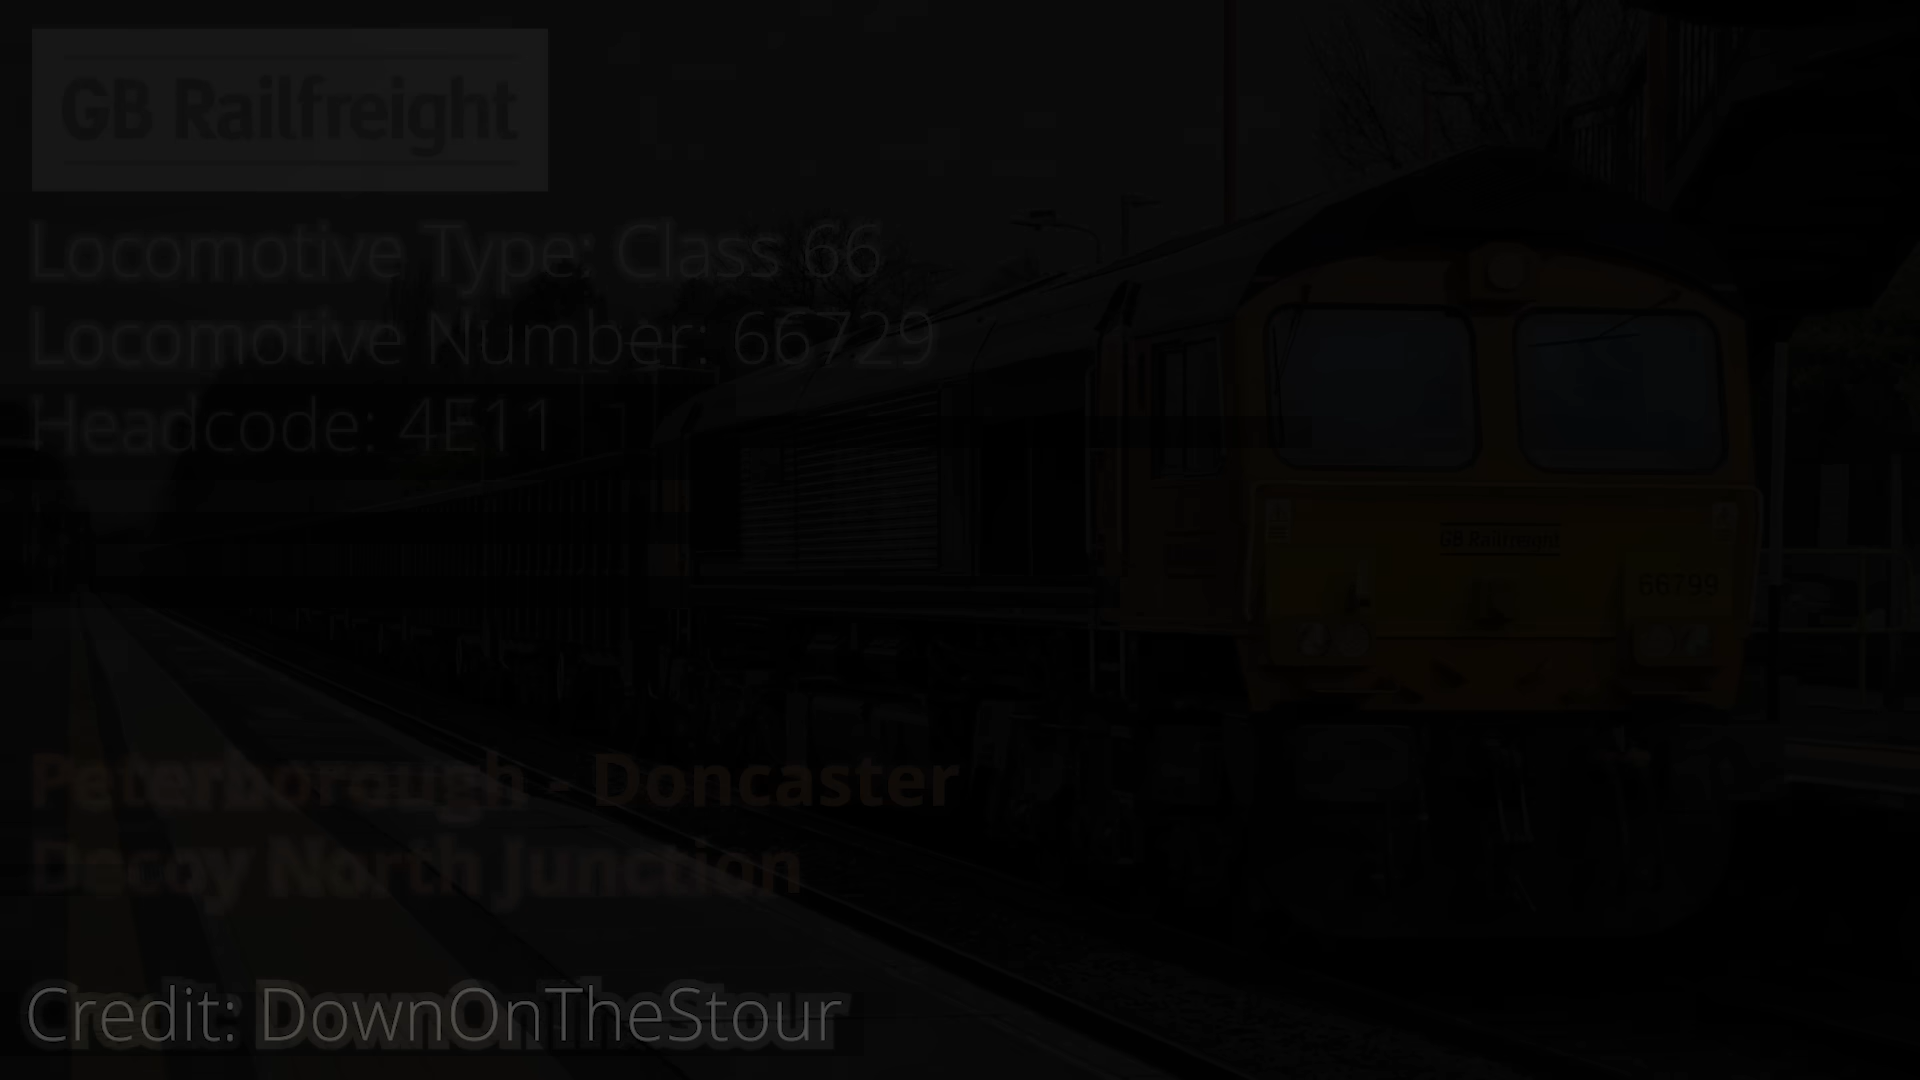 GB Railfreight
Locomotive Type: Class 66
Locomotive Number: 66729
Headcode: 4E11
GB Railfreight
66799
Peterborough - Doncaster
Decoy North Junction
Credit: DownOnTheStour